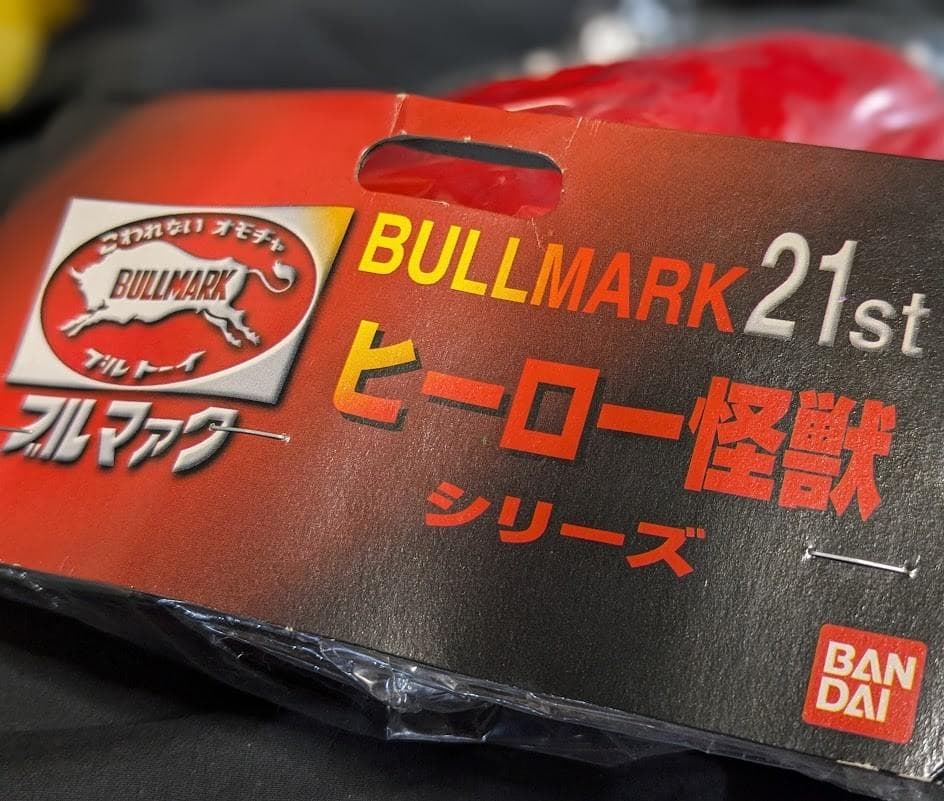 こわれない オモチャ
BULLMARK
ブルトーイ
ブルマァク
BULLMARK 21st
ヒーロー怪獣
シリーズ
BAN
DAI